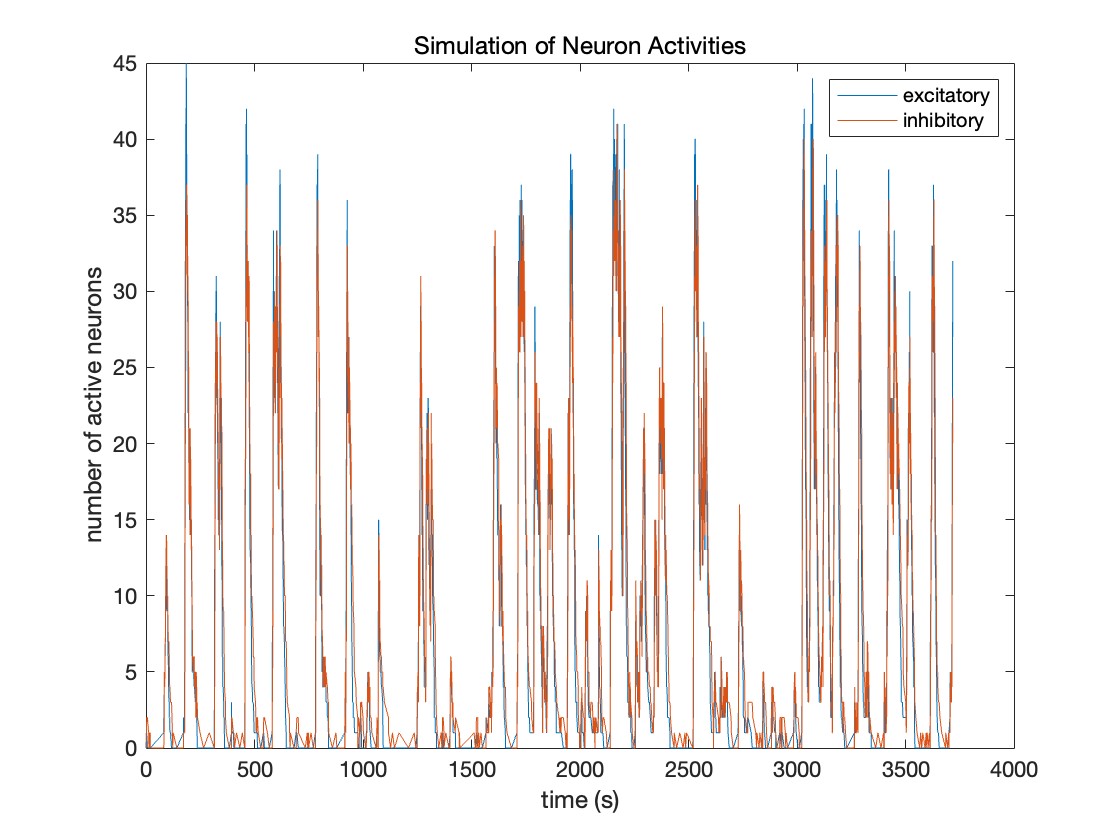 Simulation of Neuron Activities
excitatory
inhibitory
number of active neurons
45
40
35
30
25
20
15
10
5
0
0 500 1000 1500 2000 2500 3000 3500 4000
time (s)